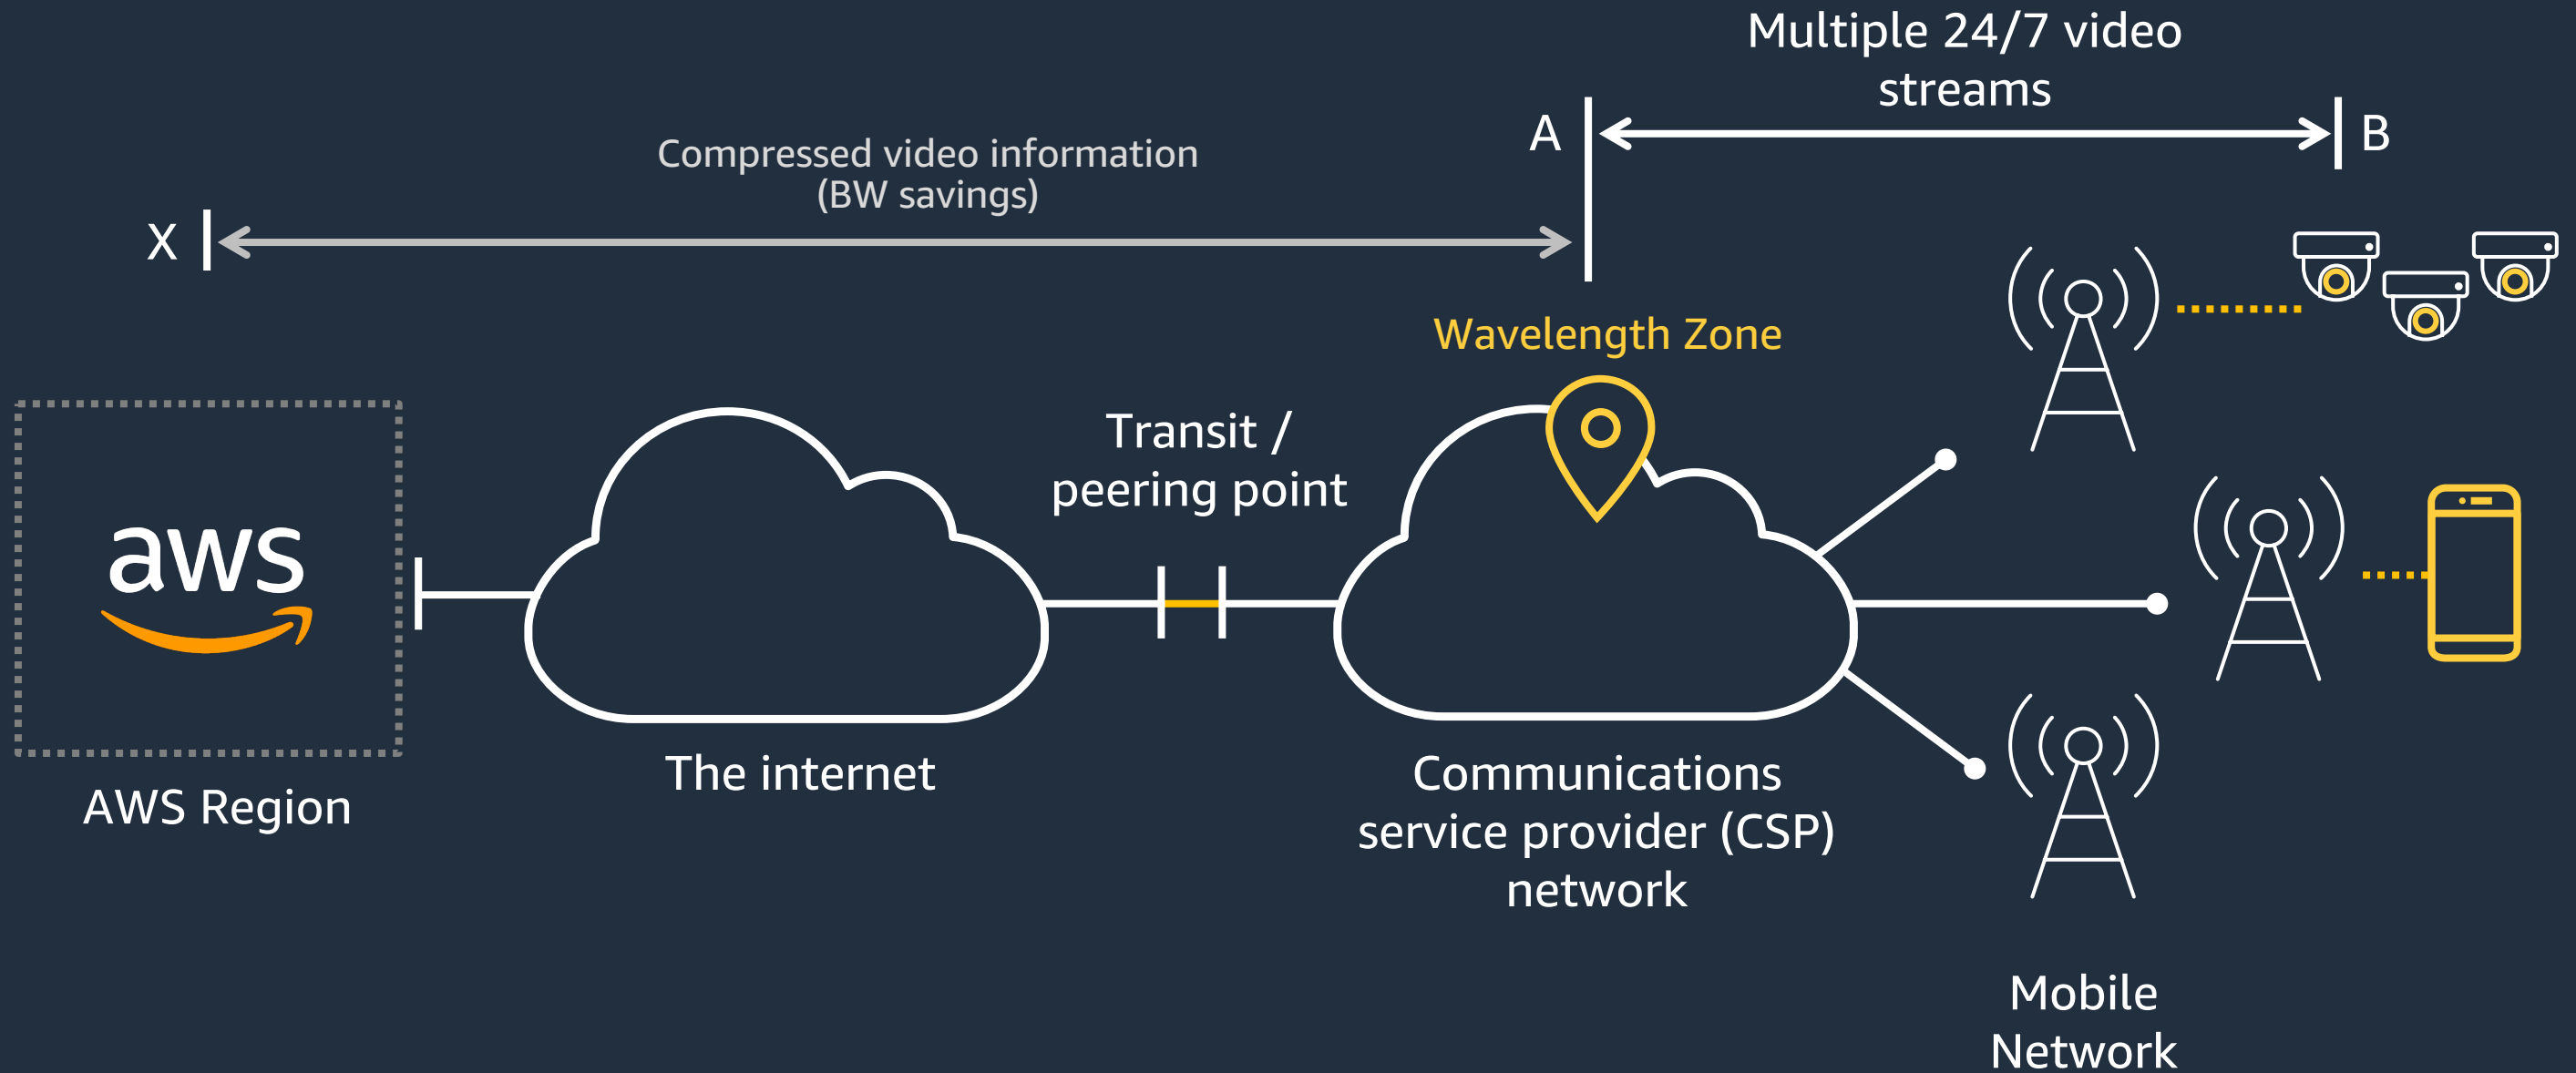 Multiple 24/7 video
streams
A
B
Compressed video information
(BW savings)
X
Wavelength Zone
Transit /
peering point
aws
AWS Region
The internet
Communications
service provider (CSP)
network
Mobile
Network